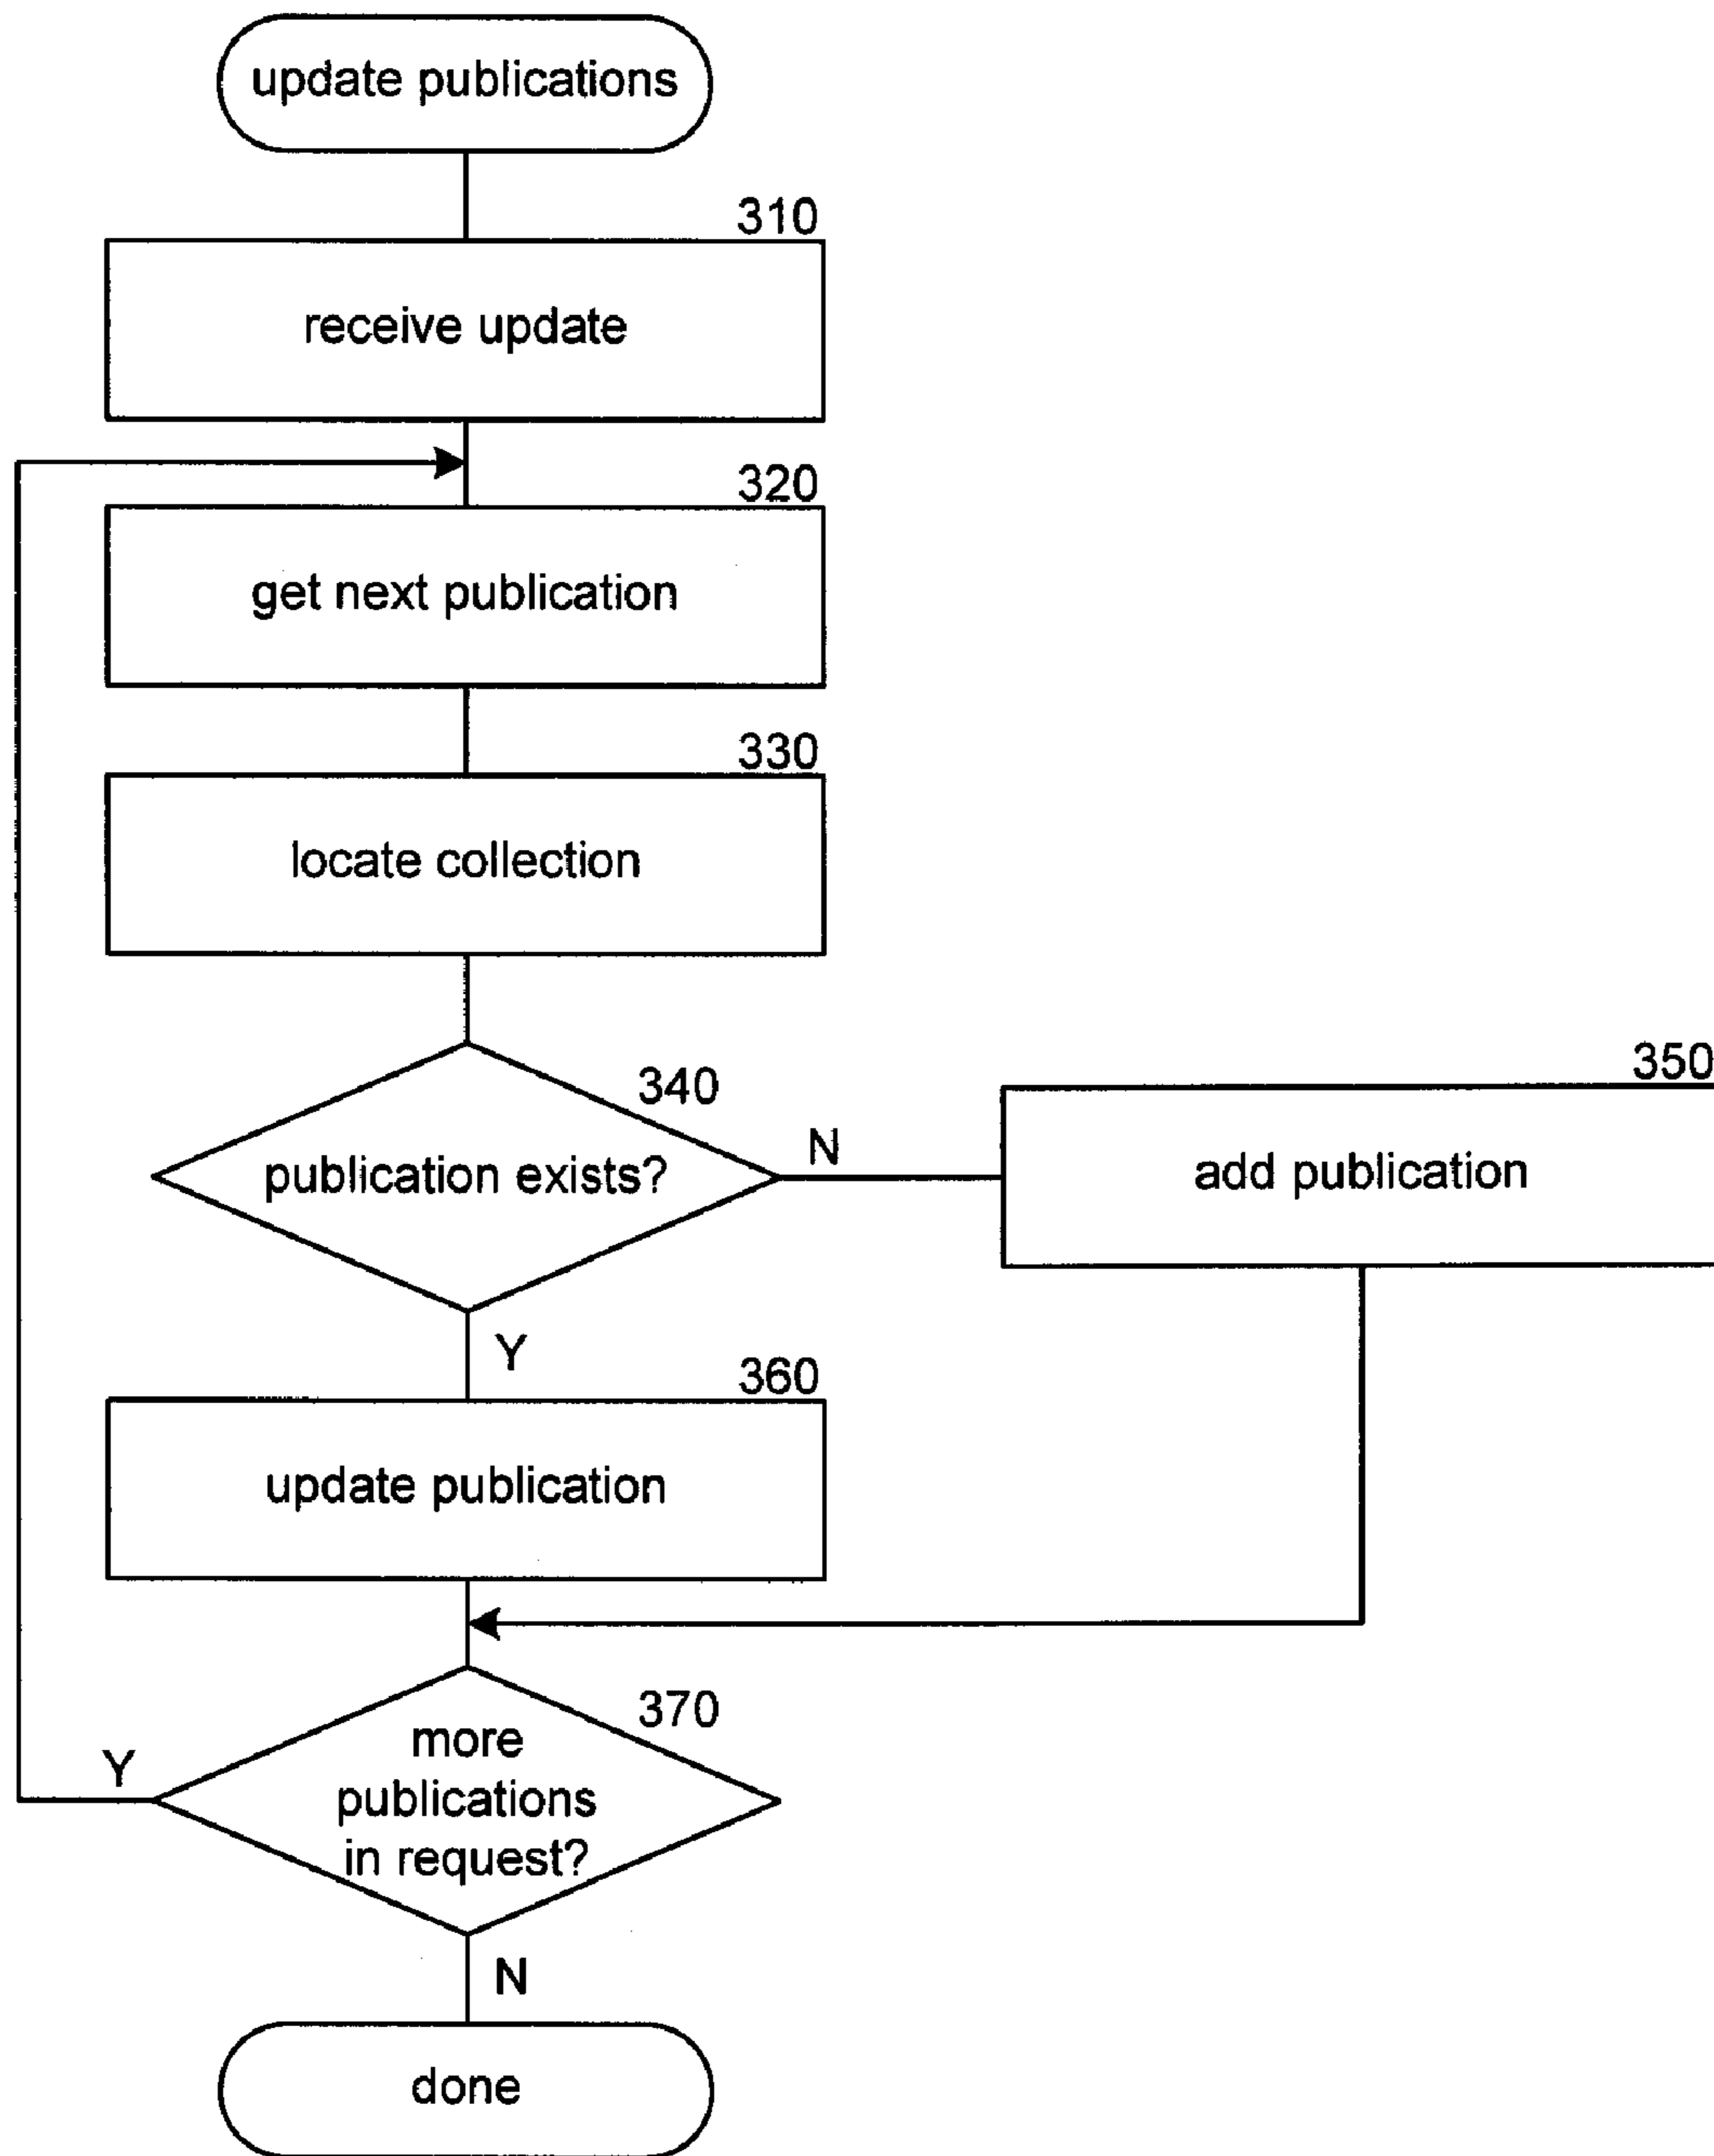 update publications
310
receive update
320
get next publication
330
locate collection
340
publication exists?
N
350
add publication
Y
360
update publication
370
more
publications
in request?
Y
N
done